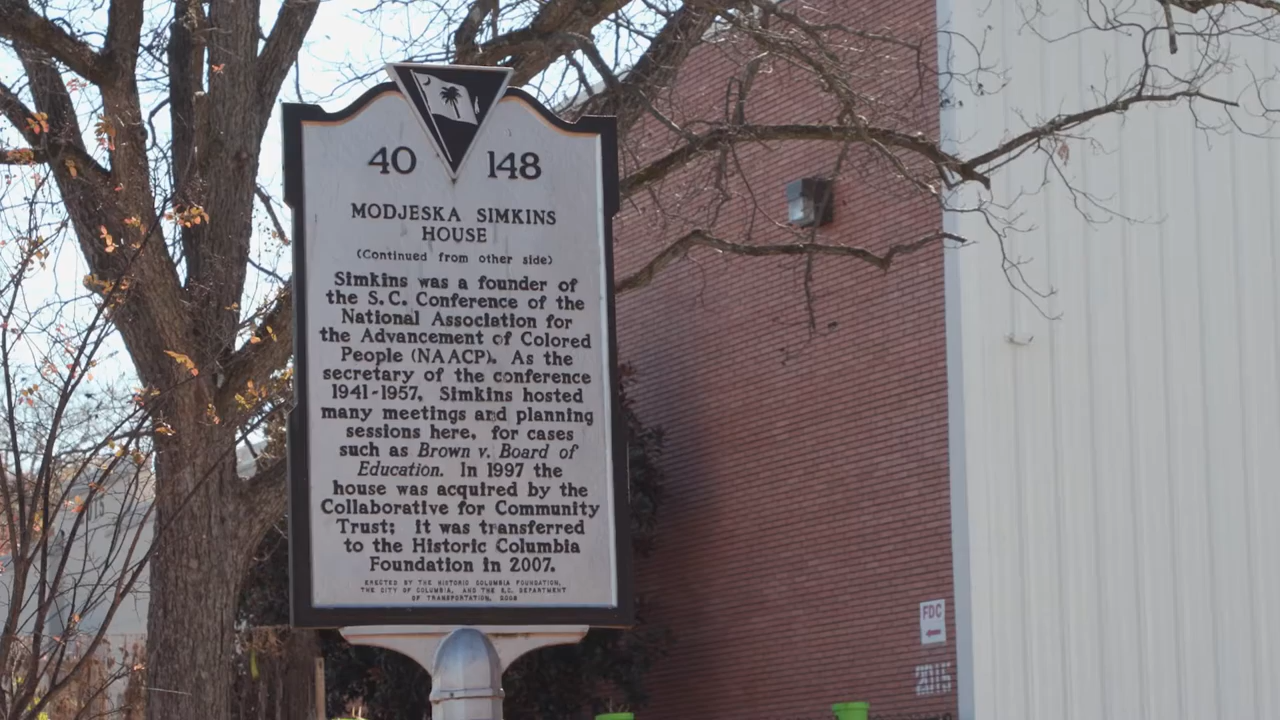 40 148
MODJESKA SIMKINS
HOUSE
(Continued from other side)
Simkins was a founder of
the S.C. Conference of the
National Association for
the Advancement of Colored
People (NAACP). As the
secretary of the conference
1941-1957, Simkins hosted
many meetings and planning
sessions here, for cases
such as Brown v. Board of
Education. In 1997 the
house was acquired by the
Collaborative for Community
Trust; it was transferred
to the Historic Columbia
Foundation in 2007.
ERECTED BY THE HISTORIC COLUMBIA FOUNDATION,
THE CITY OF COLUMBIA, AND THE S.C. DEPARTMENT
OF TRANSPORTATION, 2008
FDC
2015